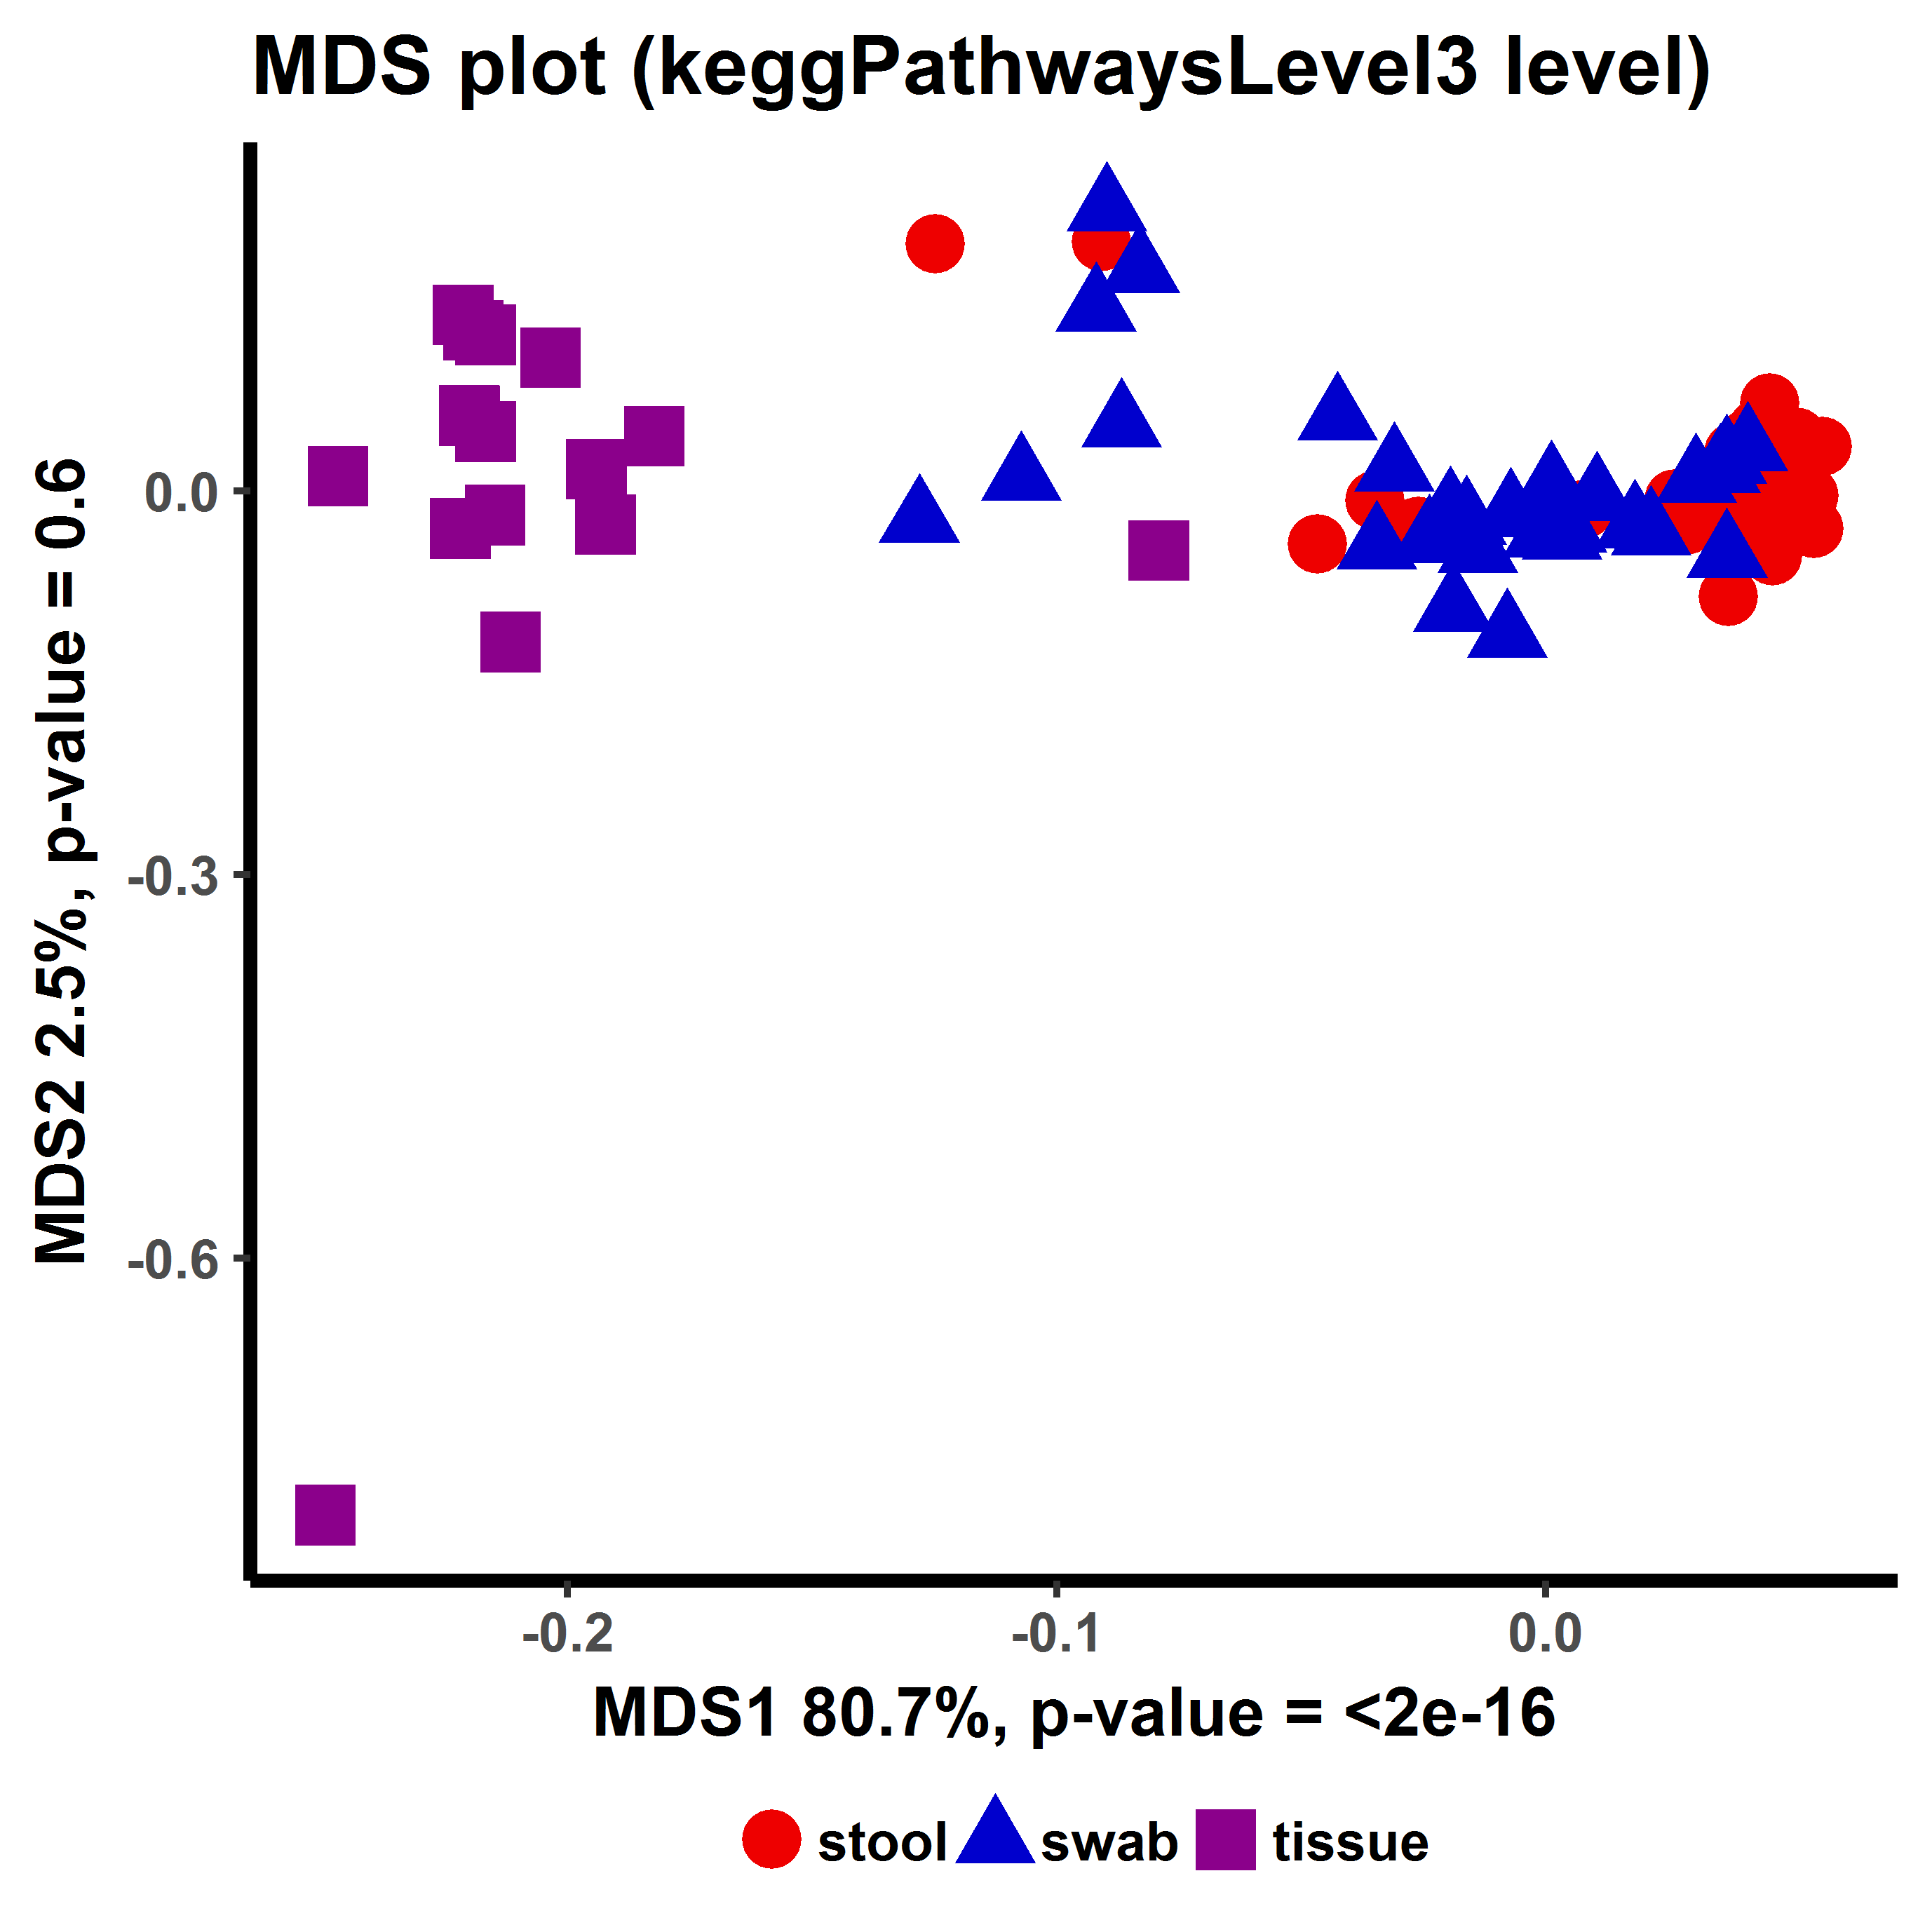 MDS plot (keggPathwaysLevel3 level)
MDS2 2.5%, p-value = 0.6
0.0
-0.3
-0.6
-0.2
-0.1
0.0
MDS1 80.7%, p-value = <2e-16
stool
swab
tissue